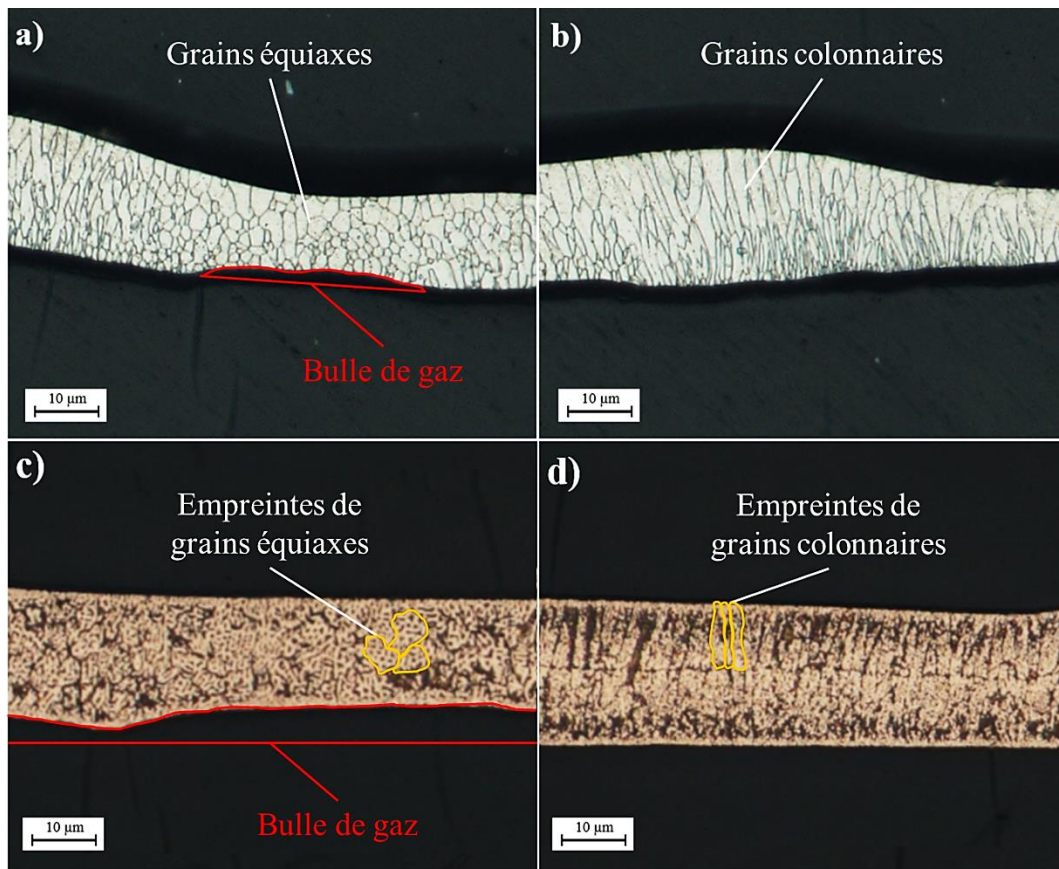 a)
Grains équiaxes
Bulle de gaz
10 µm
b)
Grains colonnaires
10 µm
c)
Empreintes de
grains équiaxes
Bulle de gaz
10 µm
d)
Empreintes de
grains colonnaires
10 µm